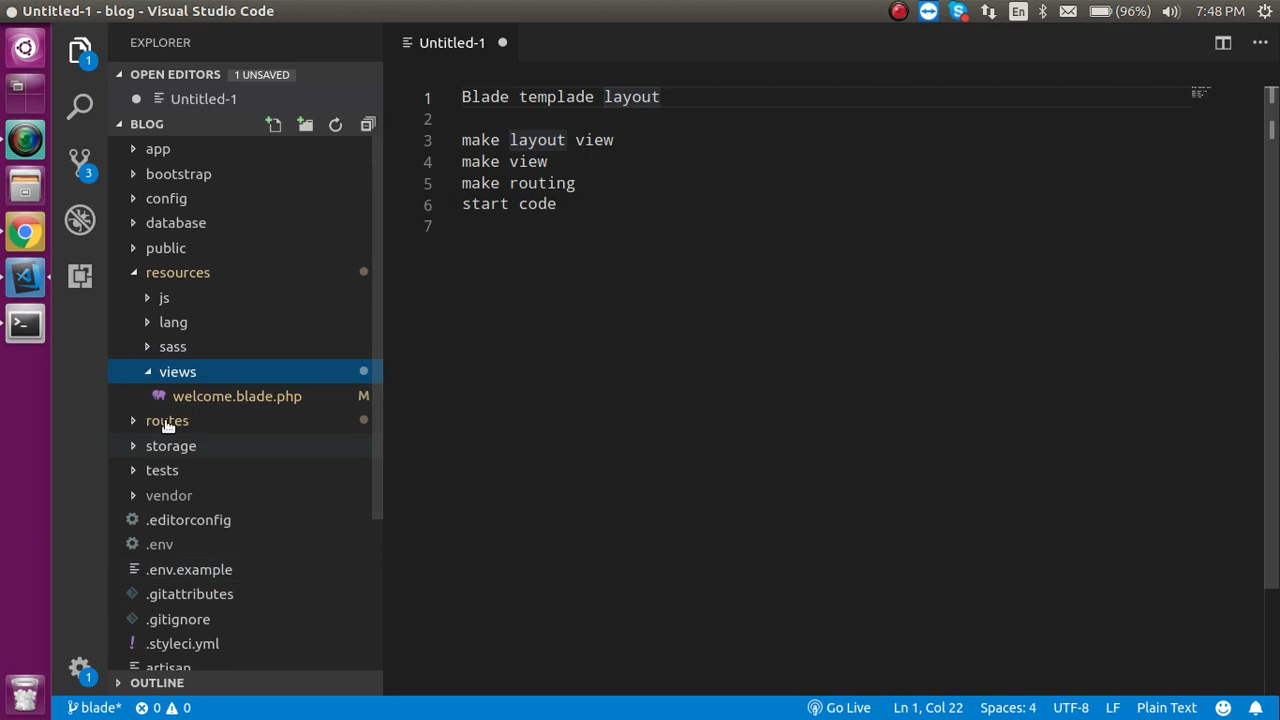 Untitled-1 - blog - Visual Studio Code
En
(96%)
7:48 PM
EXPLORER
OPEN EDITORS 1 UNSAVED
Untitled-1
BLOG
app
bootstrap
config
database
public
resources
js
lang
sass
views
welcome.blade.php M
routes
storage
tests
vendor
.editorconfig
.env
.env.example
.gitattributes
.gitignore
.styleci.yml
artisan
OUTLINE
1
3
1
Untitled-1
1 Blade templade layout
2
3 make layout view
4 make view
5 make routing
6 start code
7
blade* 0 0
Go Live
Ln 1, Col 22
Spaces: 4
UTF-8
LF
Plain Text